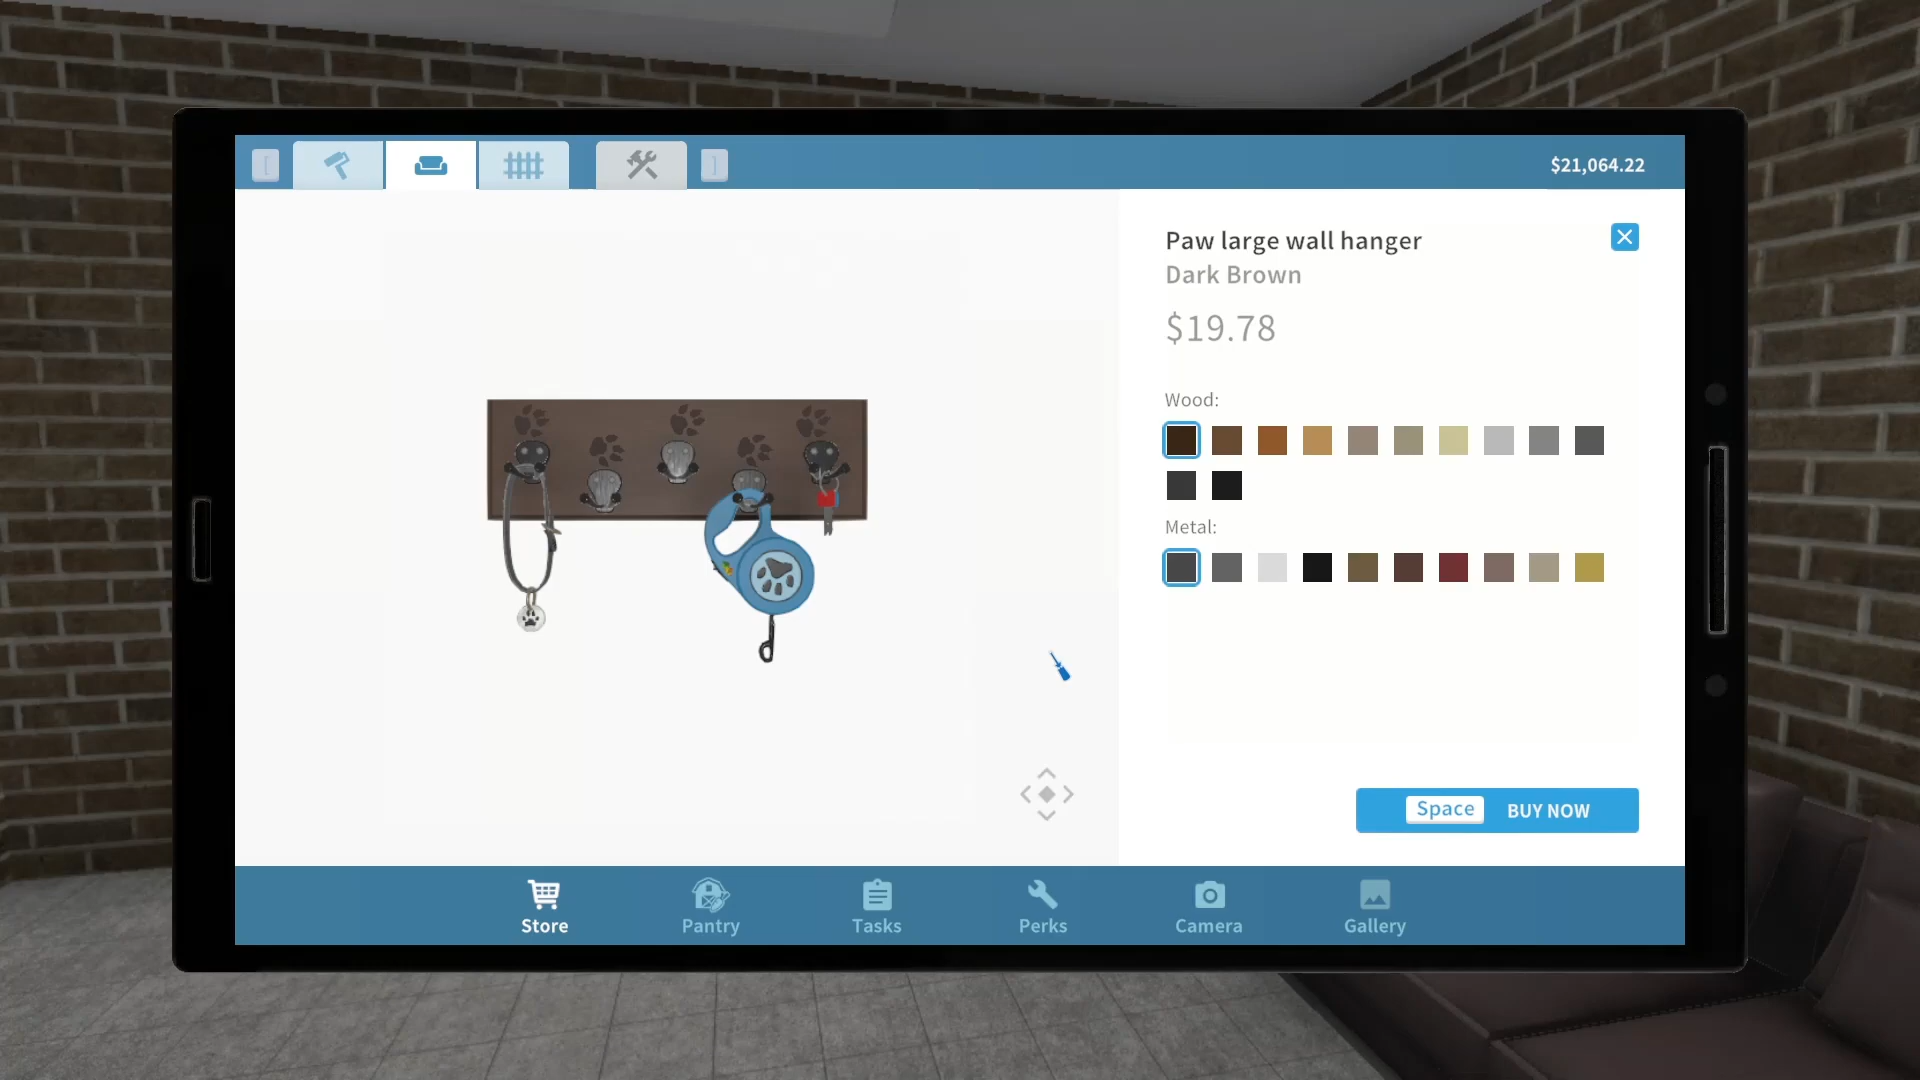 [
]
$21,064.22
Paw large wall hanger
Dark Brown
$19.78
Wood:
Metal:
Space BUY NOW
Store
Pantry
Tasks
Perks
Camera
Gallery